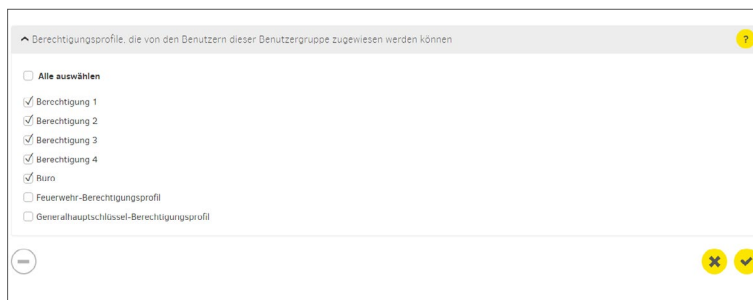 Berechtigungsprofile, die von den Benutzern dieser Benutzergruppe zugewiesen werden können
?
Alle auswählen
Berechtigung 1
Berechtigung 2
Berechtigung 3
Berechtigung 4
Büro
Feuerwehr-Berechtigungsprofil
Generalhauptschlüssel-Berechtigungsprofil